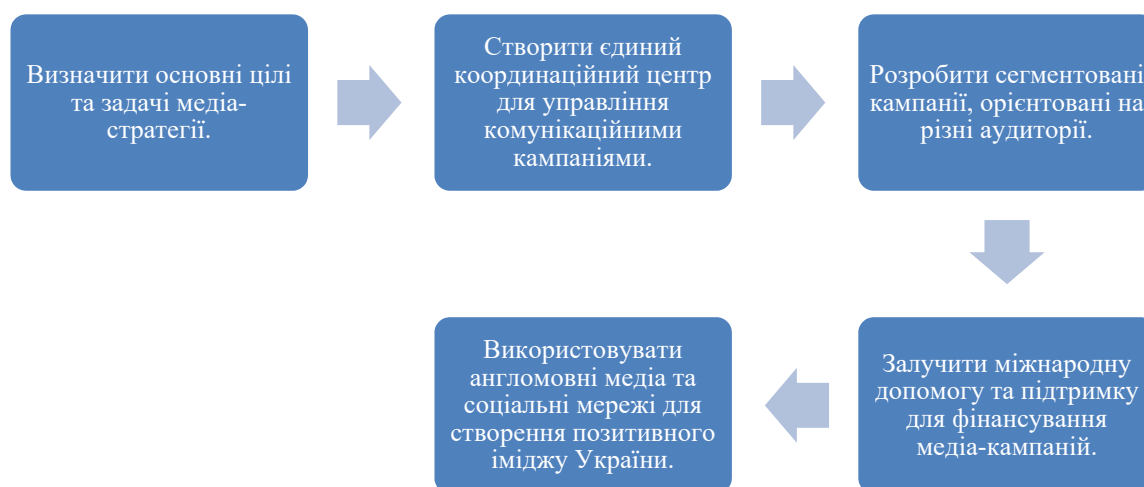 Визначити основні цілі
та задачі медіа-
стратегії.
Створити єдиний
координаційний центр
для управління
комунікаційними
кампаніями.
Розробити сегментовані
кампанії, орієнтовані на
різні аудиторії.
Залучити міжнародну
допомогу та підтримку
для фінансування
медіа-кампаній.
Використовувати
англомовні медіа та
соціальні мережі для
створення позитивного
іміджу України.